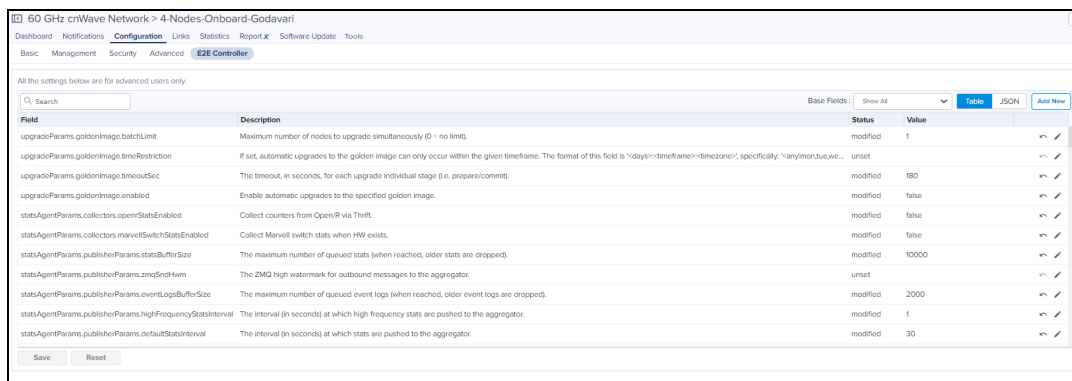 60 GHz cnWave Network > 4-Nodes-Onboard-Godavari
Dashboard Notifications Configuration Links Statistics Report X Software Update Tools
Basic Management Security Advanced E2E Controller
All the settings below are for advanced users only.
Search Base Fields : Show All Table JSON Add New
Field Description Status Value
upgradeParams.goldenImage.batchLimit Maximum number of nodes to upgrade simultaneously (0 = no limit). modified 1
upgradeParams.goldenImage.timeRestriction If set, automatic upgrades to the golden image can only occur within the given timeframe. The format of this field is '<days>:<timeframe>:<timezone>', specifically: '<any|mon,tue,we... unset
upgradeParams.goldenImage.timeoutSec The timeout, in seconds, for each upgrade individual stage (i.e. prepare/commit). modified 180
upgradeParams.goldenImage.enabled Enable automatic upgrades to the specified golden image. modified false
statsAgentParams.collectors.openrStatsEnabled Collect counters from Open/R via Thrift. modified false
statsAgentParams.collectors.marvellSwitchStatsEnabled Collect Marvell switch stats when HW exists. modified false
statsAgentParams.publisherParams.statsBufferSize The maximum number of queued stats (when reached, older stats are dropped). modified 10000
statsAgentParams.publisherParams.zmqSndHwm The ZMQ high watermark for outbound messages to the aggregator. unset
statsAgentParams.publisherParams.eventLogsBufferSize The maximum number of queued event logs (when reached, older event logs are dropped). modified 2000
statsAgentParams.publisherParams.highFrequencyStatsInterval The interval (in seconds) at which high-frequency stats are pushed to the aggregator. modified 1
statsAgentParams.publisherParams.defaultStatsInterval The interval (in seconds) at which stats are pushed to the aggregator. modified 30
Save Reset